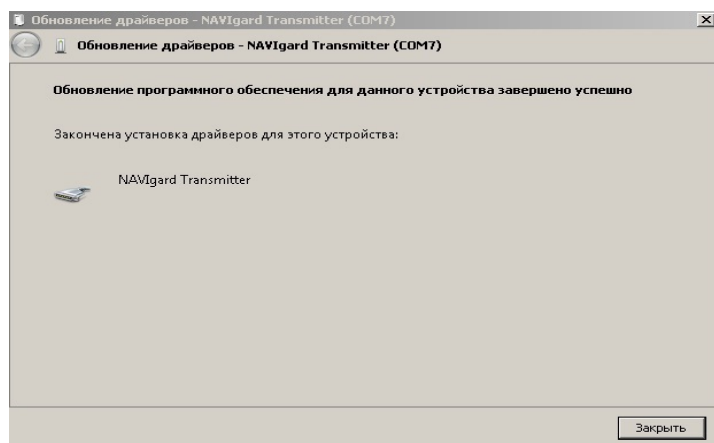 Обновление драйверов - NAVIgard Transmitter (COM7)
Обновление драйверов - NAVIgard Transmitter (COM7)
Обновление программного обеспечения для данного устройства завершено успешно
Закончена установка драйверов для этого устройства:
NAVIgard Transmitter
Закрыть